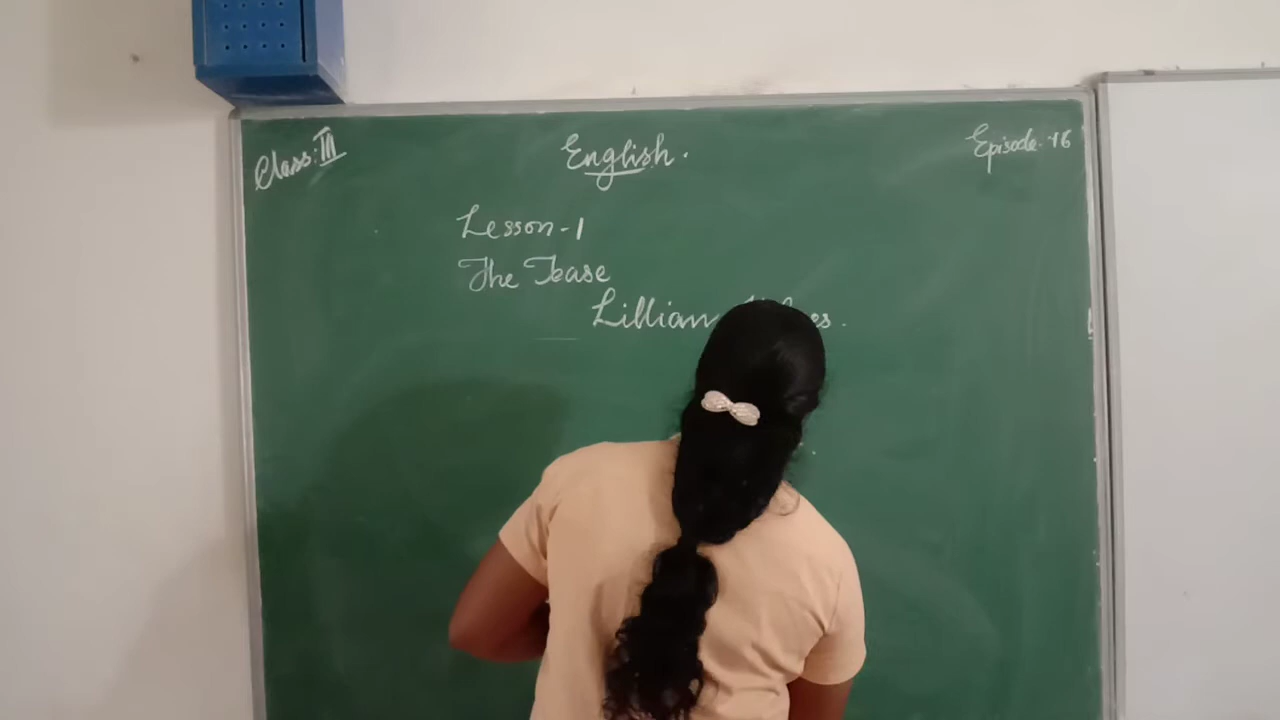 Class: III
English.
Episode-16
Lesson-1
The Tease
Lillian